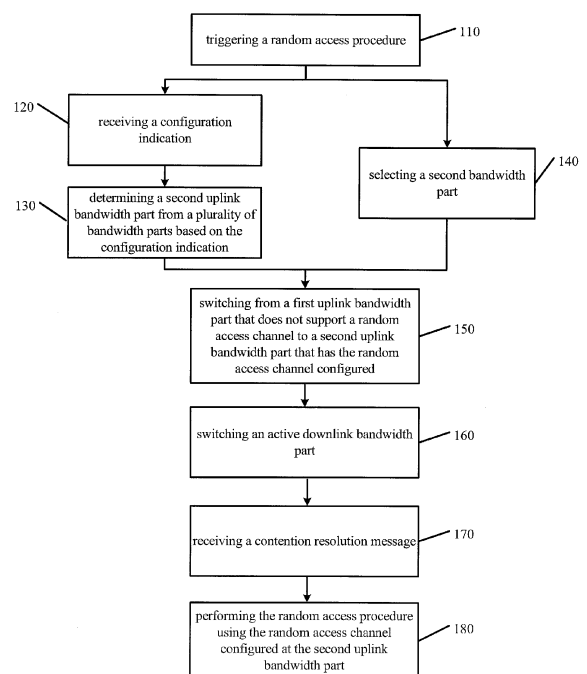 triggering a random access procedure
110
120
receiving a configuration
indication
140
selecting a second bandwidth
part
130
determining a second uplink
bandwidth part from a plurality of
bandwidth parts based on the
configuration indication
switching from a first uplink bandwidth
part that does not support a random
access channel to a second uplink
bandwidth part that has the random
access channel configured
150
switching an active downlink bandwidth
part
160
receiving a contention resolution message
170
performing the random access procedure
using the random access channel
configured at the second uplink
bandwidth part
180